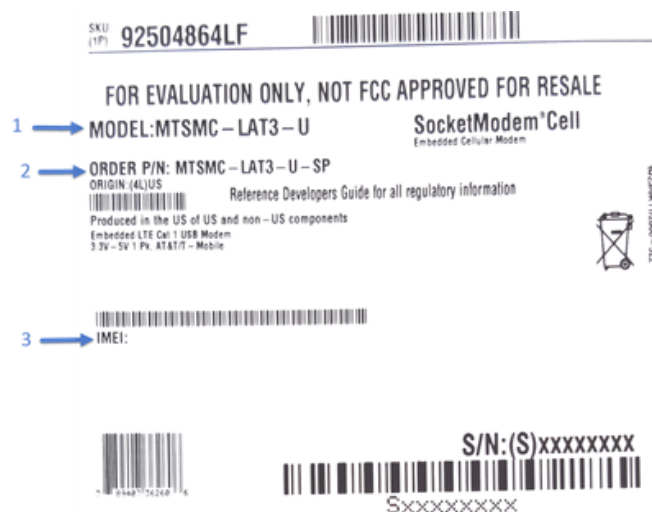 SKU
(1P) 92504864LF
FOR EVALUATION ONLY, NOT FCC APPROVED FOR RESALE
1 MODEL:MTSMC-LAT3-U
SocketModem®Cell
Embedded Cellular Modem
2 ORDER P/N: MTSMC-LAT3-U-SP
ORIGIN:(4L)US
Reference Developers Guide for all regulatory information
Produced in the US of US and non-US components
Embedded LTE Cat 1 USB Modem
3.3V-5V 1 Pk, AT&T/T-Mobile
3 IMEI:
S/N:(S)xxxxxxxx
Sxxxxxxxx